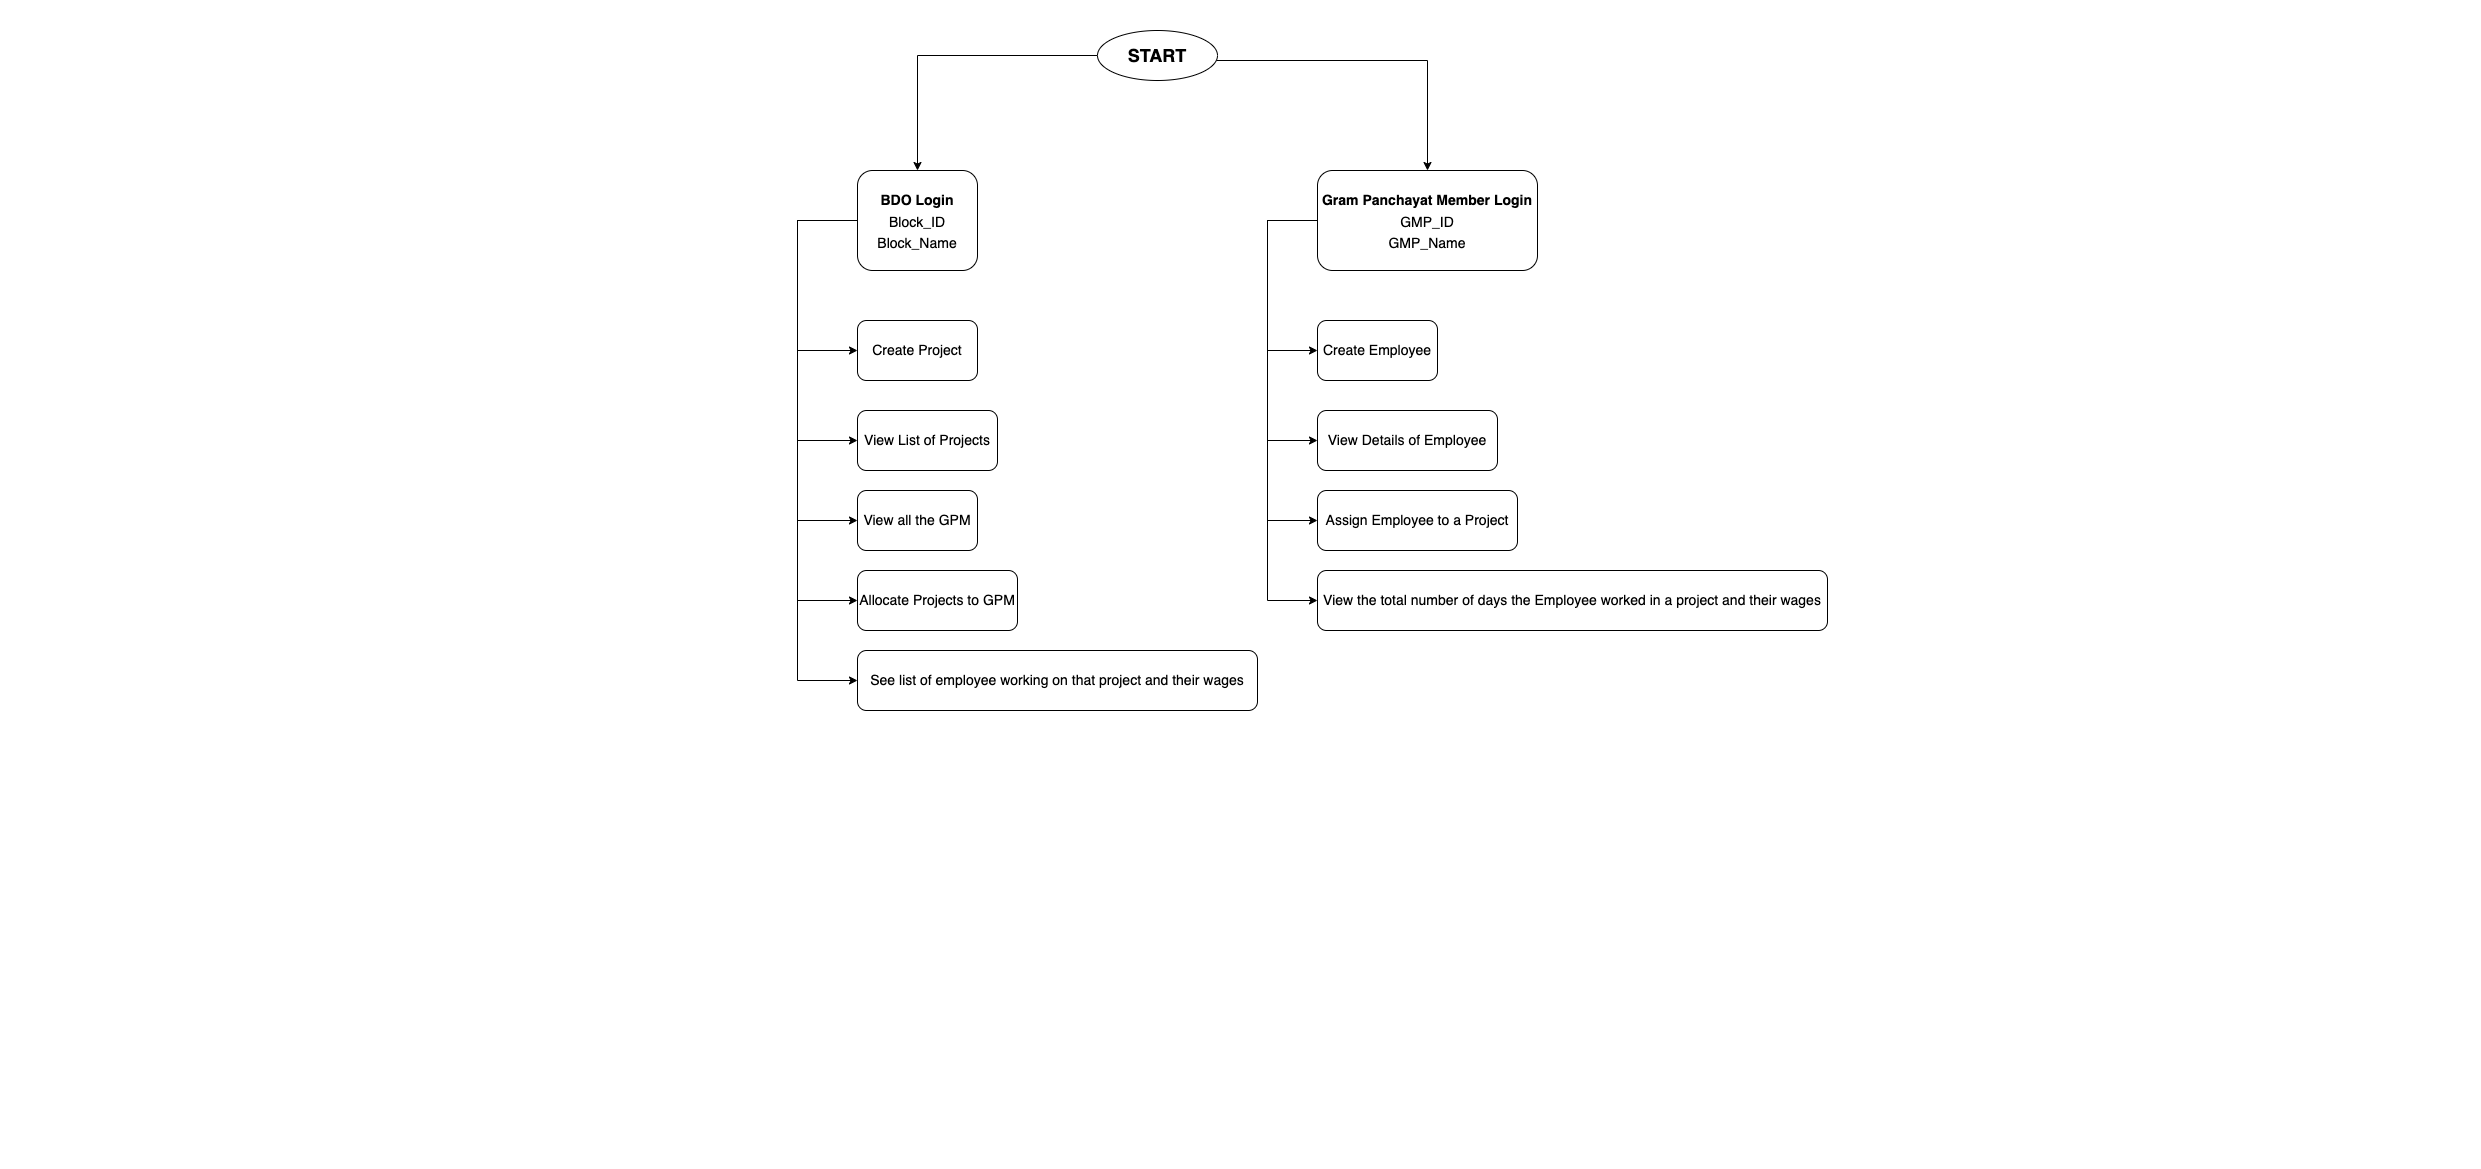 START
BDO Login
Block_ID
Block_Name
Create Project
View List of Projects
View all the GPM
Allocate Projects to GPM
See list of employee working on that project and their wages
Gram Panchayat Member Login
GMP_ID
GMP_Name
Create Employee
View Details of Employee
Assign Employee to a Project
View the total number of days the Employee worked in a project and their wages